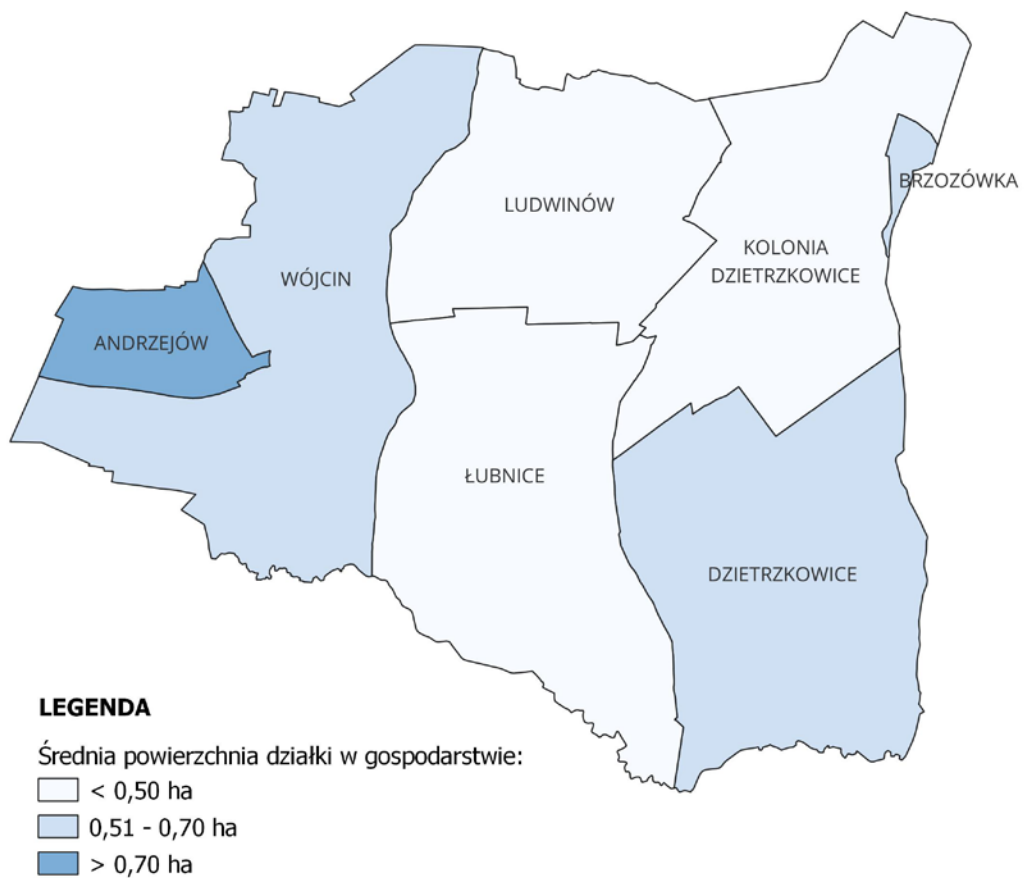 BRZOZÓWKA
LUDWINÓW
KOLONIA
DZIETRZKOWICE
WÓJCIN
ANDRZEJÓW
ŁUBNICE
DZIETRZKOWICE
LEGENDA
Średnia powierzchnia działki w gospodarstwie:
< 0,50 ha
0,51 - 0,70 ha
> 0,70 ha